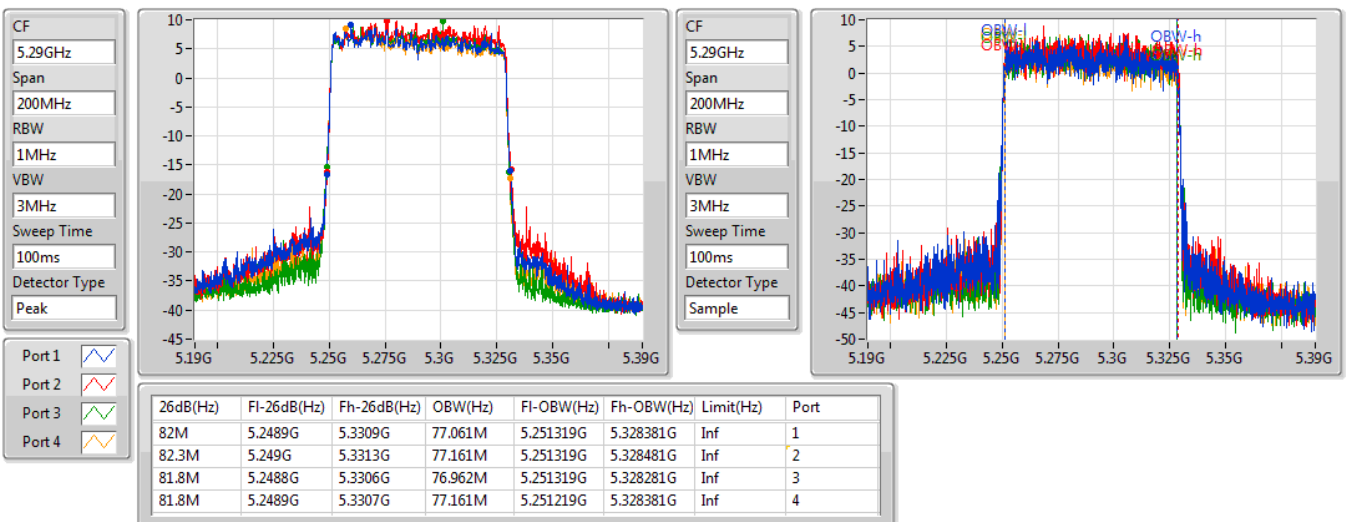 CF
5.29GHz
Span
200MHz
RBW
1MHz
VBW
3MHz
Sweep Time
100ms
Detector Type
Peak
10
5
0
-5
-10
-15
-20
-25
-30
-35
-40
-45
5.19G 5.225G 5.25G 5.275G 5.3G 5.325G 5.35G 5.39G
CF
5.29GHz
Span
200MHz
RBW
1MHz
VBW
3MHz
Sweep Time
100ms
Detector Type
Sample
10
5
0
-5
-10
-15
-20
-25
-30
-35
-40
-45
-50
OBW-l
OBW-h
5.19G 5.225G 5.25G 5.275G 5.3G 5.325G 5.35G 5.39G
Port 1
Port 2
Port 3
Port 4
26dB(Hz) Fl-26dB(Hz) Fh-26dB(Hz) OBW(Hz) Fl-OBW(Hz) Fh-OBW(Hz) Limit(Hz) Port
82M 5.2489G 5.3309G 77.061M 5.251319G 5.328381G Inf 1
82.3M 5.249G 5.3313G 77.161M 5.251319G 5.328481G Inf 2
81.8M 5.2488G 5.3306G 76.962M 5.251319G 5.328281G Inf 3
81.8M 5.2489G 5.3307G 77.161M 5.251219G 5.328381G Inf 4